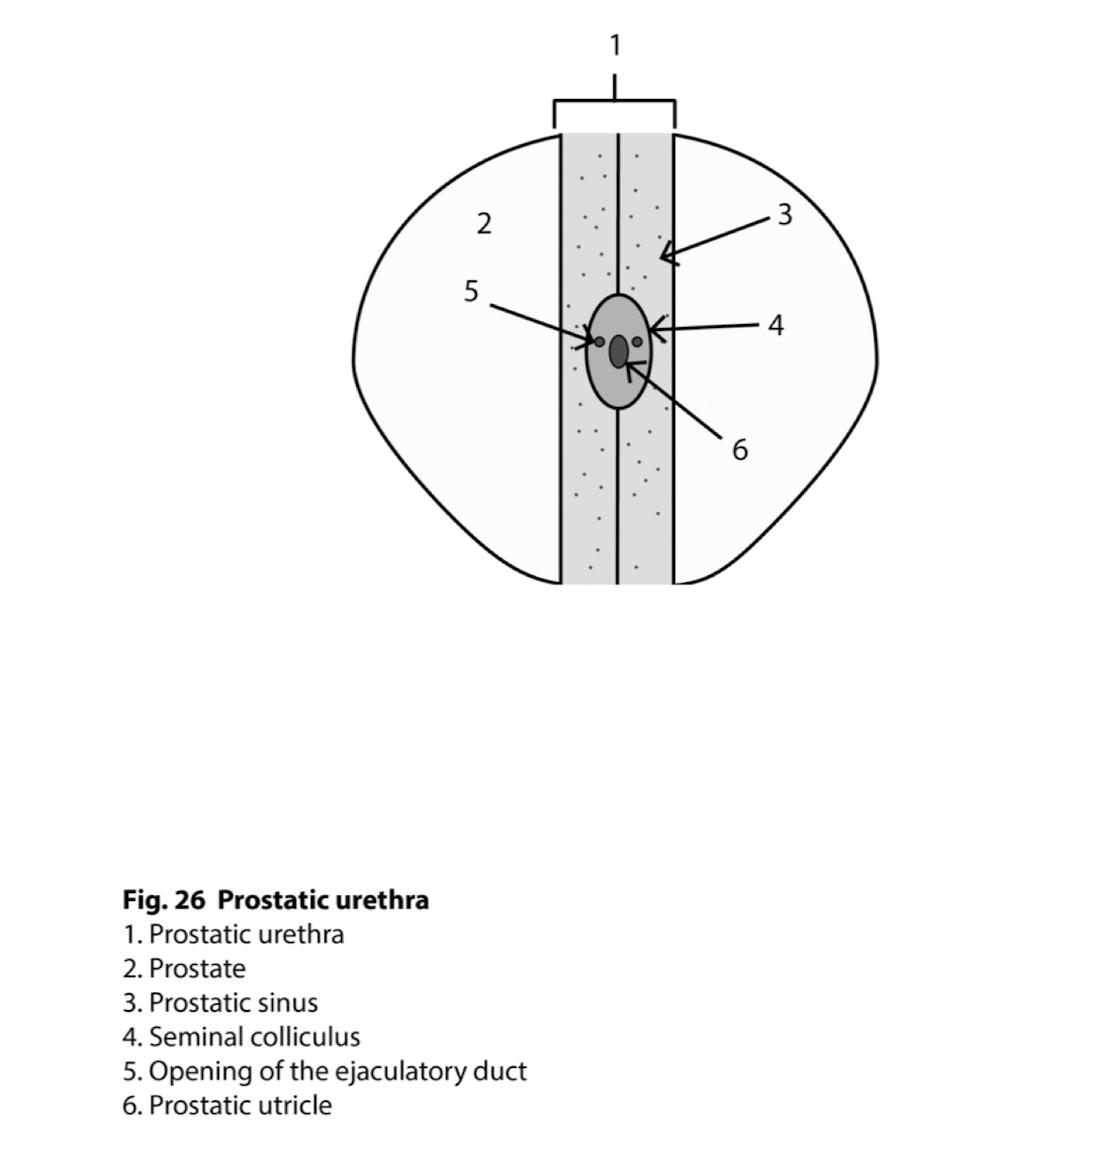 1
2
3
5
4
6
Fig. 26 Prostatic urethra
1. Prostatic urethra
2. Prostate
3. Prostatic sinus
4. Seminal colliculus
5. Opening of the ejaculatory duct
6. Prostatic utricle